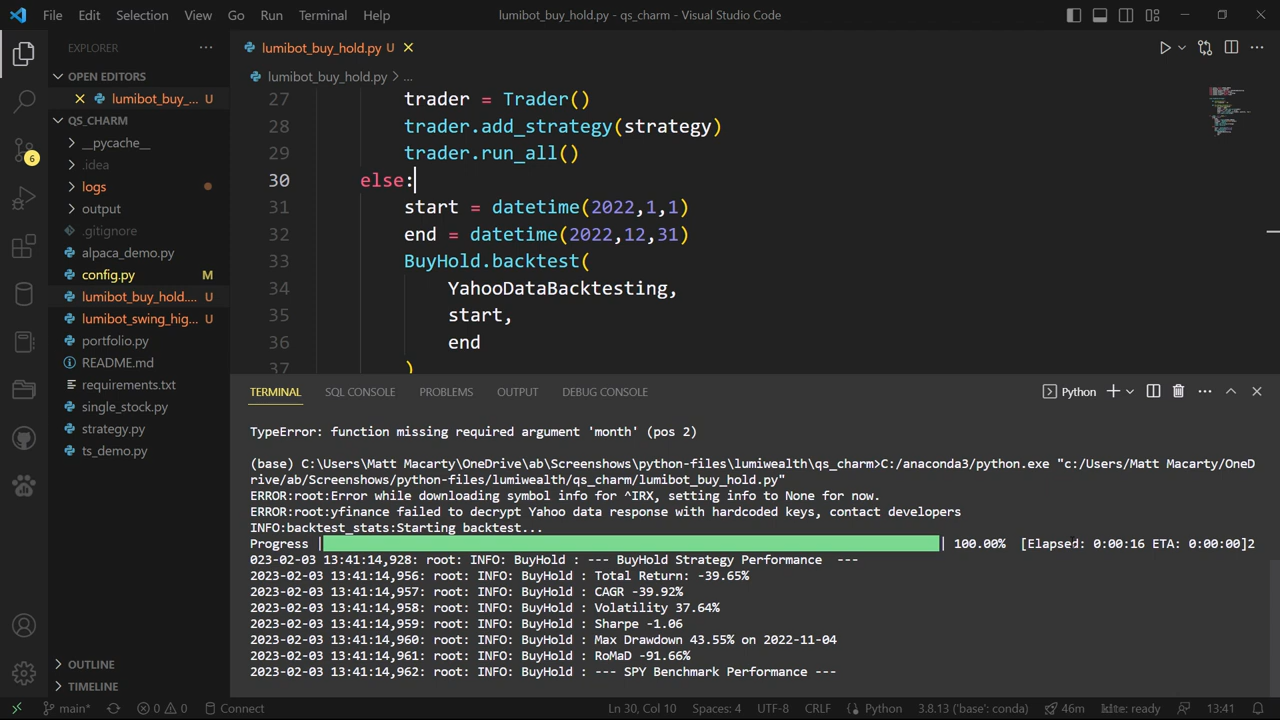 File Edit Selection View Go Run Terminal Help lumibot_buy_hold.py - qs_charm - Visual Studio Code
EXPLORER
OPEN EDITORS
lumibot_buy_... U
QS_CHARM
__pycache__
.idea
logs
output
.gitignore
alpaca_demo.py
config.py M
lumibot_buy_hold.... U
lumibot_swing_hig... U
portfolio.py
README.md
requirements.txt
single_stock.py
strategy.py
ts_demo.py
OUTLINE
TIMELINE
6
lumibot_buy_hold.py U
lumibot_buy_hold.py > ...
27 trader = Trader()
28 trader.add_strategy(strategy)
29 trader.run_all()
30 else:
31 start = datetime(2022,1,1)
32 end = datetime(2022,12,31)
33 BuyHold.backtest(
34 YahooDataBacktesting,
35 start,
36 end
37 )
TERMINAL SQL CONSOLE PROBLEMS OUTPUT DEBUG CONSOLE Python
TypeError: function missing required argument 'month' (pos 2)
(base) C:\Users\Matt Macarty\OneDrive\ab\Screenshows\python-files\lumiwealth\qs_charm>C:/anaconda3/python.exe "c:/Users/Matt Macarty/OneD
rive/ab/Screenshows/python-files/lumiwealth/qs_charm/lumibot_buy_hold.py"
ERROR:root:Error while downloading symbol info for ^IRX, setting info to None for now.
ERROR:root:yfinance failed to decrypt Yahoo data response with hardcoded keys, contact developers
INFO:backtest_stats:Starting backtest...
Progress | | 100.00% [Elapsed: 0:00:16 ETA: 0:00:00]2
023-02-03 13:41:14,928: root: INFO: BuyHold : --- BuyHold Strategy Performance ---
2023-02-03 13:41:14,956: root: INFO: BuyHold : Total Return: -39.65%
2023-02-03 13:41:14,957: root: INFO: BuyHold : CAGR -39.92%
2023-02-03 13:41:14,958: root: INFO: BuyHold : Volatility 37.64%
2023-02-03 13:41:14,959: root: INFO: BuyHold : Sharpe -1.06
2023-02-03 13:41:14,960: root: INFO: BuyHold : Max Drawdown 43.55% on 2022-11-04
2023-02-03 13:41:14,961: root: INFO: BuyHold : RoMaD -91.66%
2023-02-03 13:41:14,962: root: INFO: BuyHold : --- SPY Benchmark Performance ---
main* 0 0 Connect Ln 30, Col 10 Spaces: 4 UTF-8 CRLF Python 3.8.13 ('base': conda) 46m kite: ready 13:41